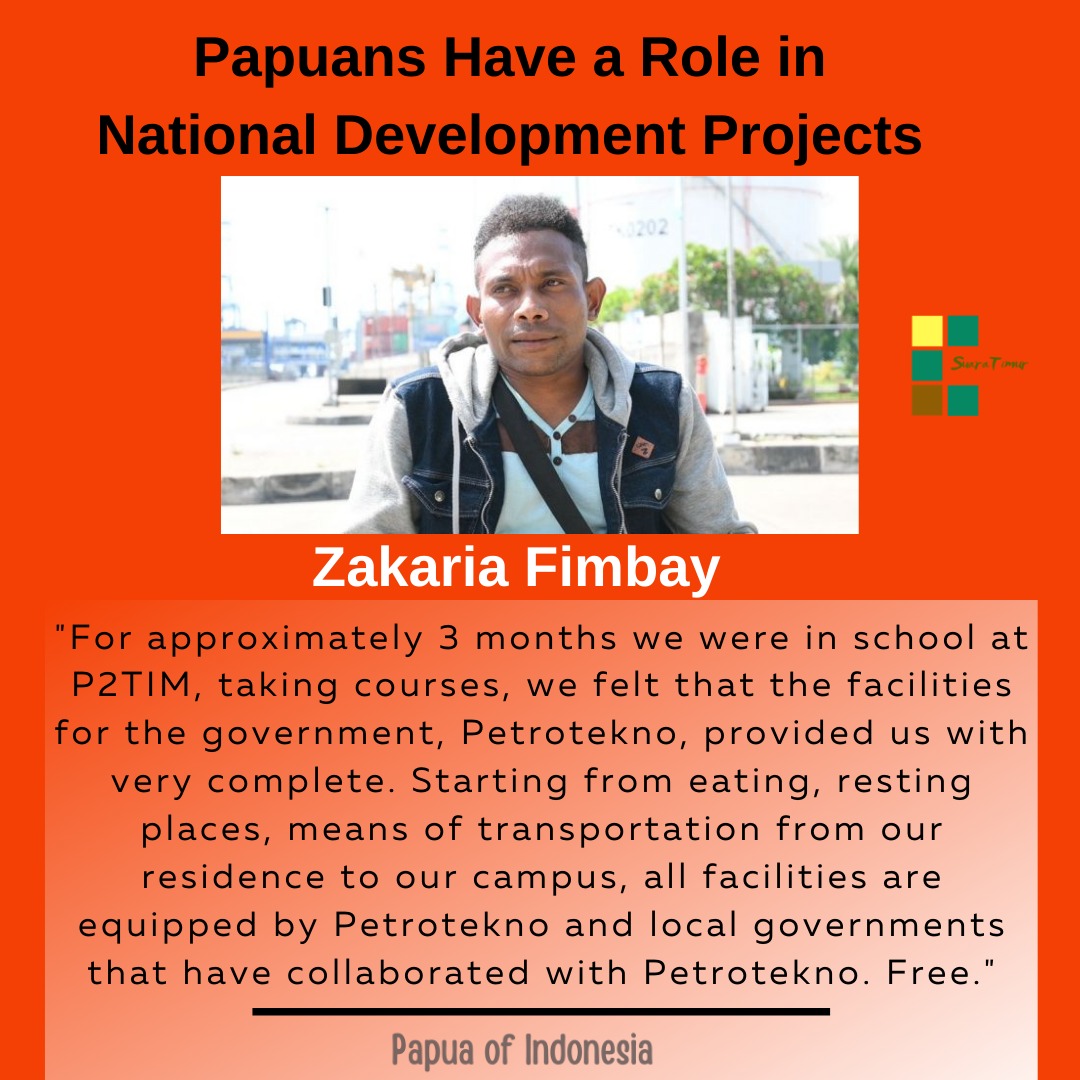 Papuans Have a Role in
National Development Projects
0202
SuaraTimur
Zakaria Fimbay
"For approximately 3 months we were in school at
P2TIM, taking courses, we felt that the facilities
for the government, Petrotekno, provided us with
very complete. Starting from eating, resting
places, means of transportation from our
residence to our campus, all facilities are
equipped by Petrotekno and local governments
that have collaborated with Petrotekno. Free."
Papua of Indonesia